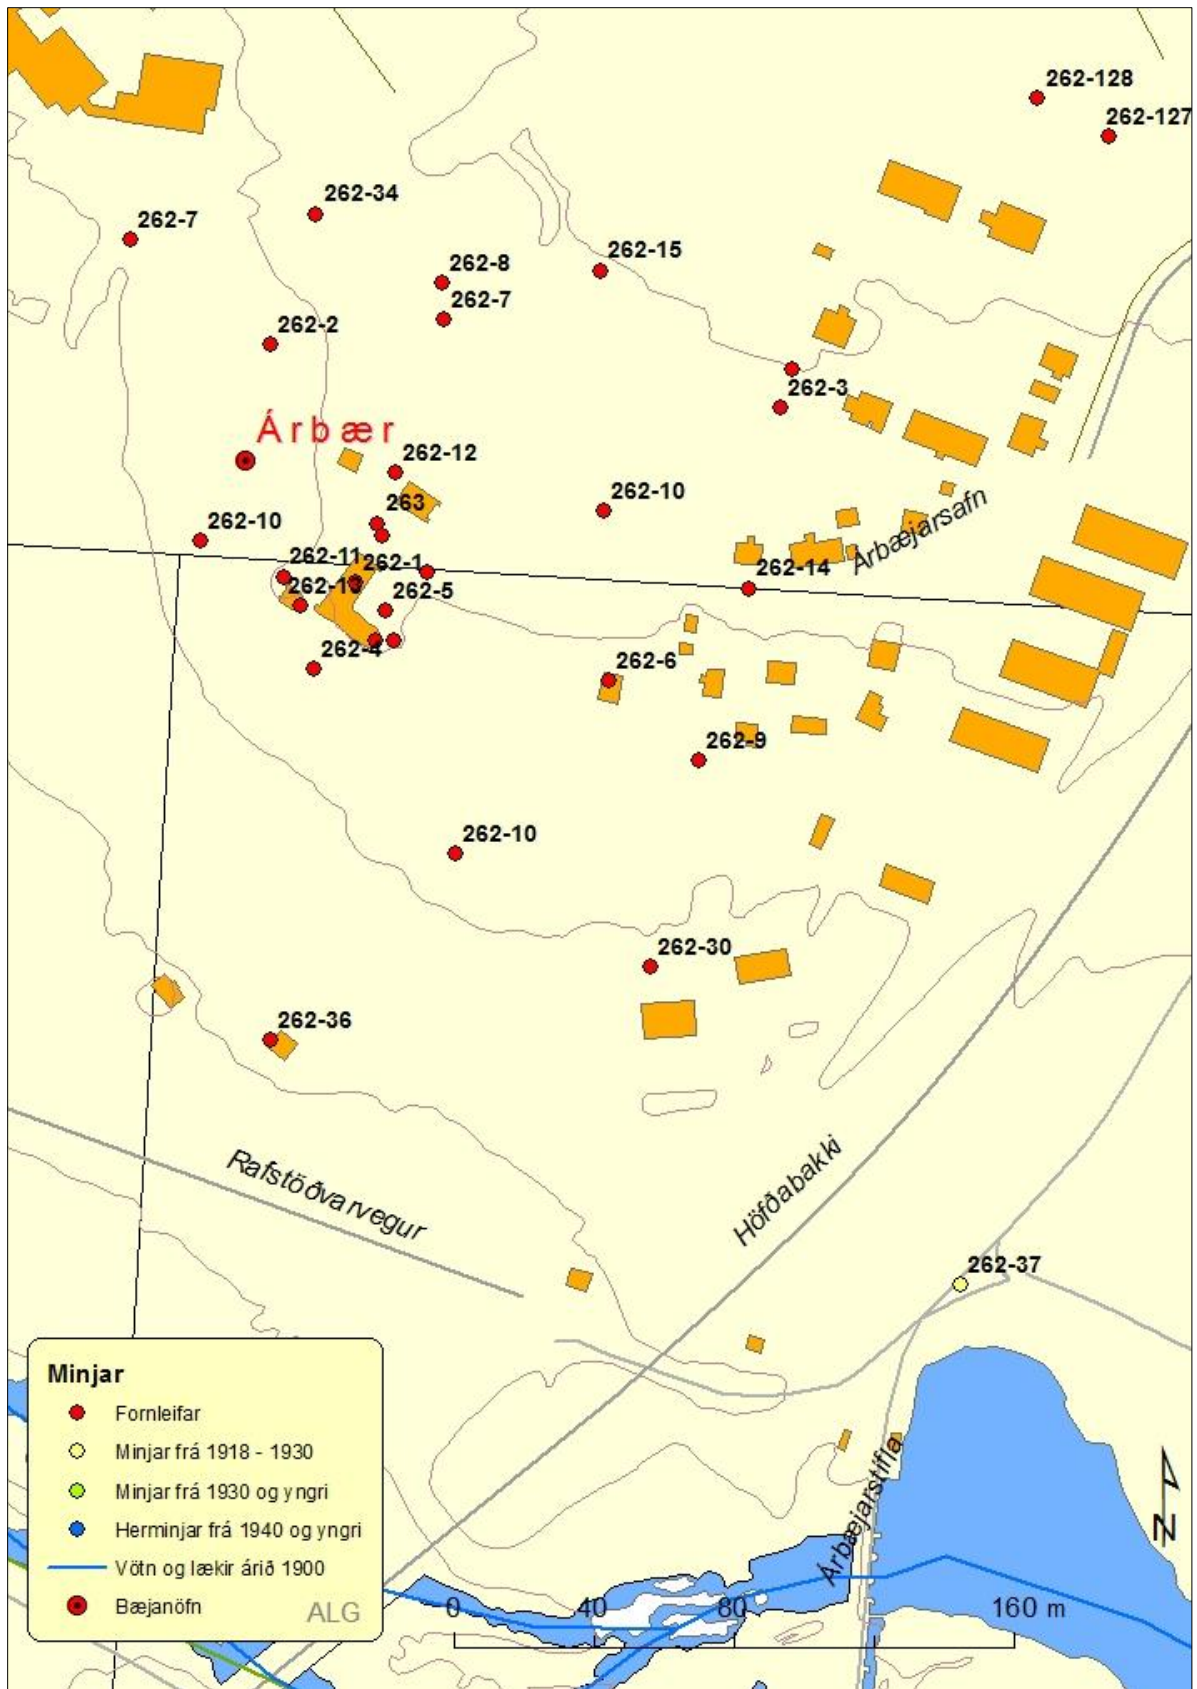 262-128
262-127
262-34
262-7
262-15
262-8
262-7
262-2
262-3
Árbær
262-12
263
262-10
262-10
Árbæjarsafn
262-11
262-1
262-13
262-5
262-14
262-4
262-6
262-9
262-10
262-30
262-36
Rafstöðvarvegur
Höfðabakki
262-37
Minjar
Fornleifar
Minjar frá 1918 - 1930
Minjar frá 1930 og yngri
Herminjar frá 1940 og yngri
Vötn og lækir árið 1900
Bæjanöfn
ALG
Árbæjarstífla
N
0 40 80 160 m